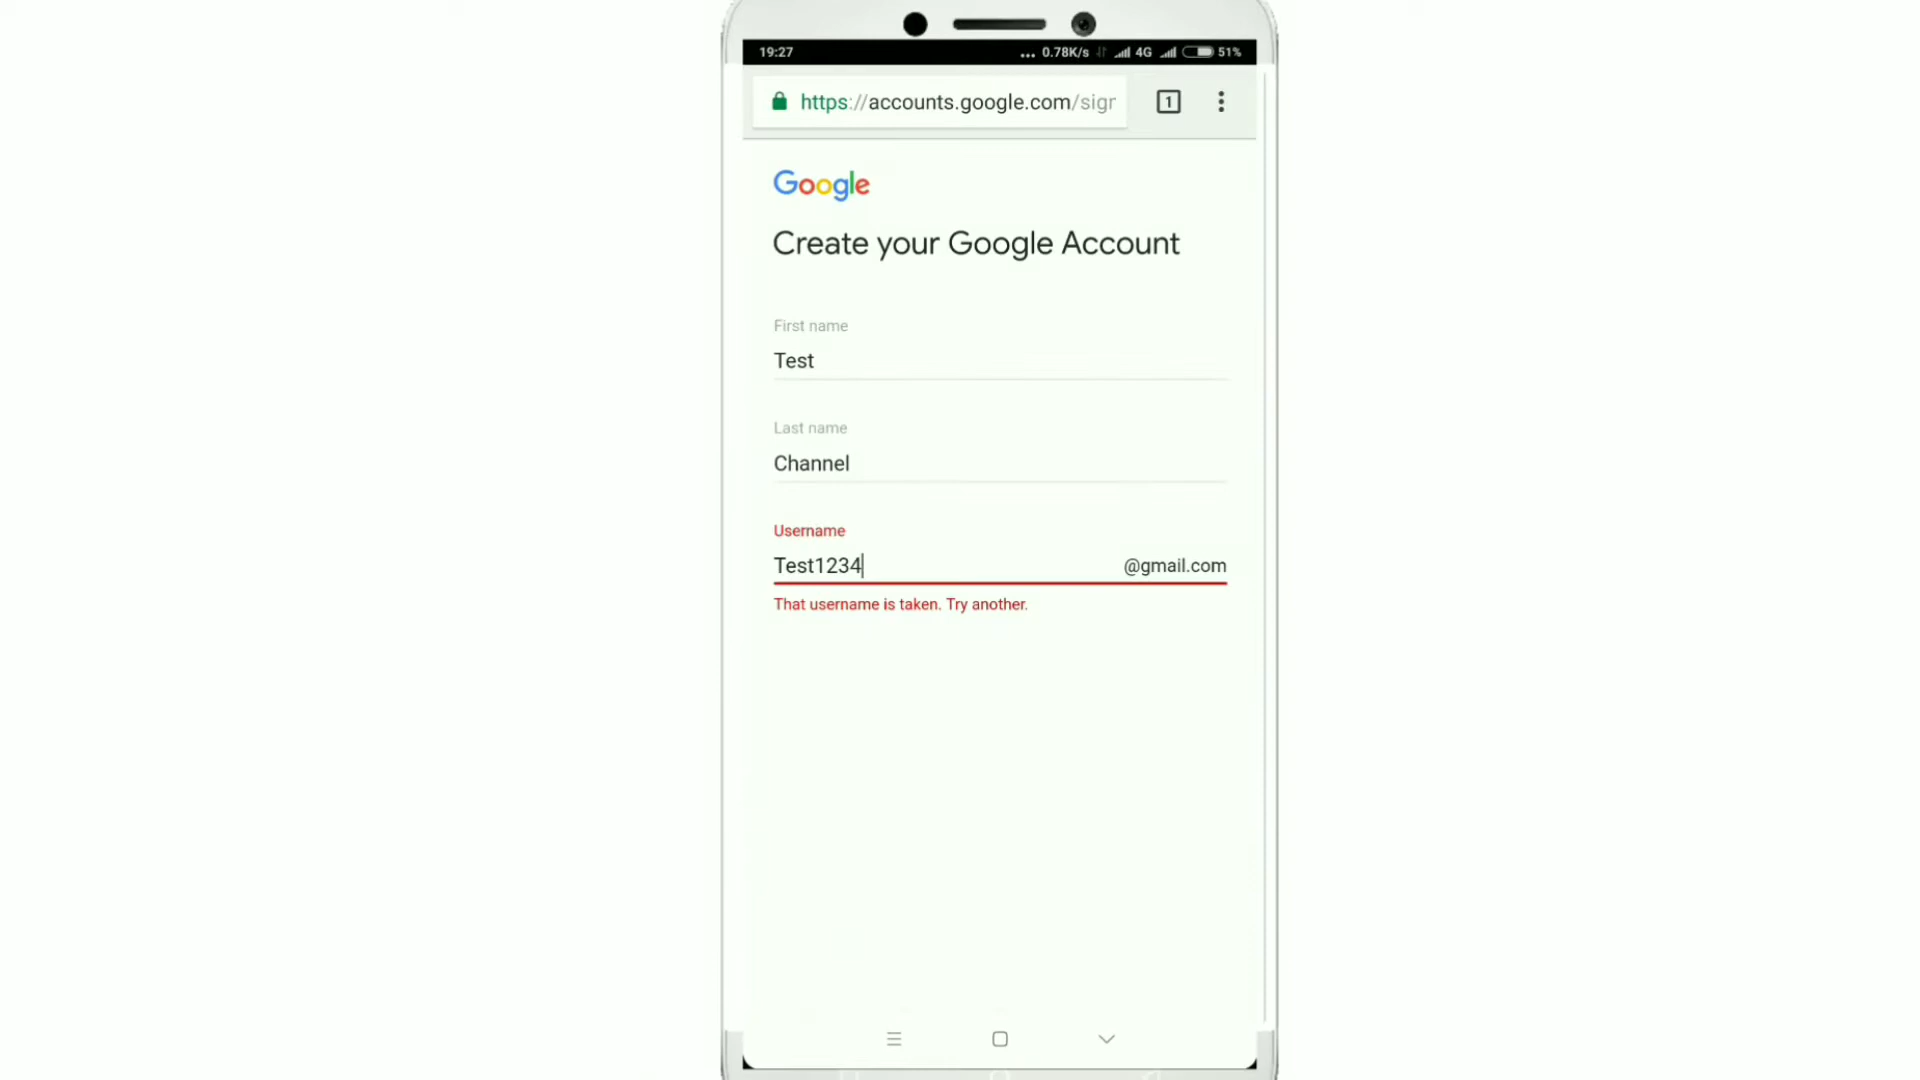 19:27 ... 0.78K/s 4G 51%
https://accounts.google.com/sigr 1
Google
Create your Google Account
First name
Test
Last name
Channel
Username
Test1234 @gmail.com
That username is taken. Try another.